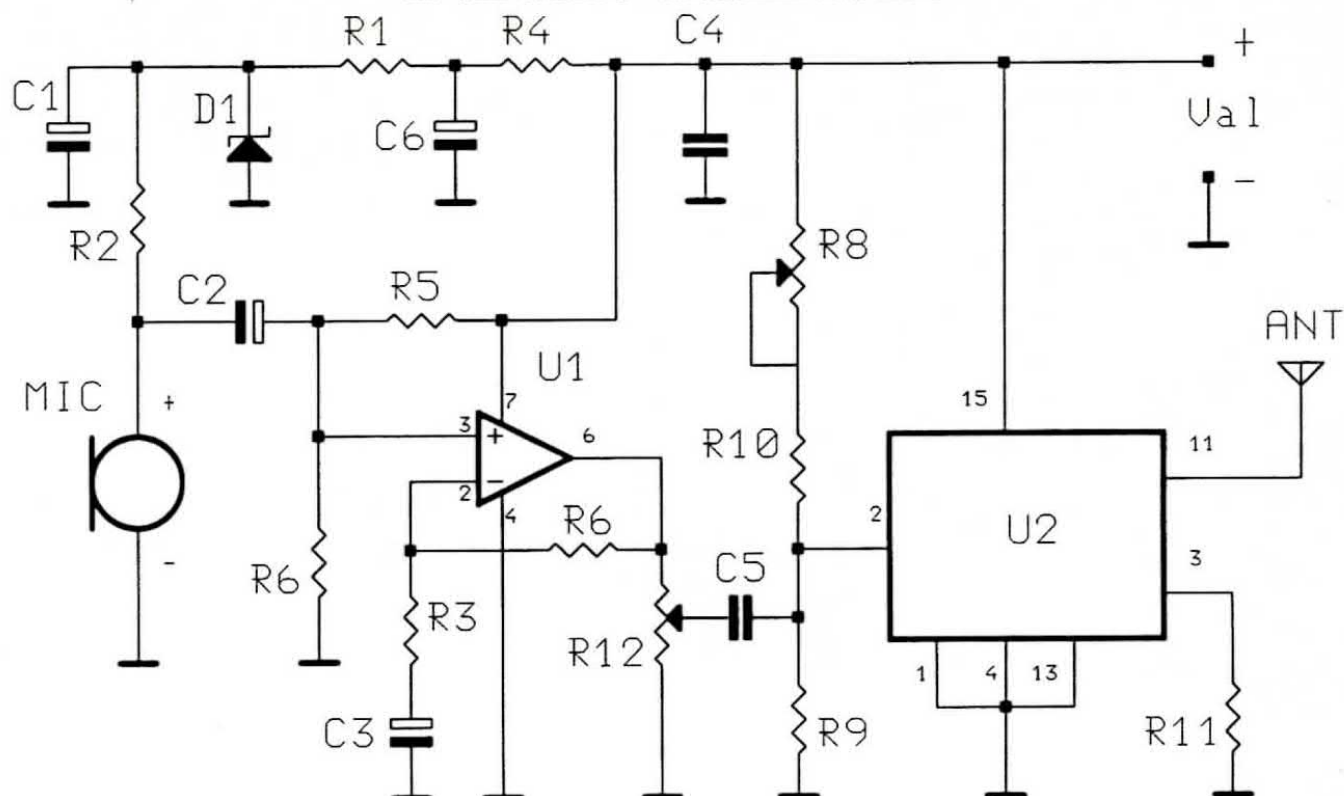 R1 R4 C4
+
C1 D1 C6 Val
-
R2 R8
C2 R5
U1 ANT
MIC + 7 15
3 + 6 R10 11
2 - 4 2 U2
R6 C5 3
R6 R3
R12 1 4 13
-
C3 R9 R11